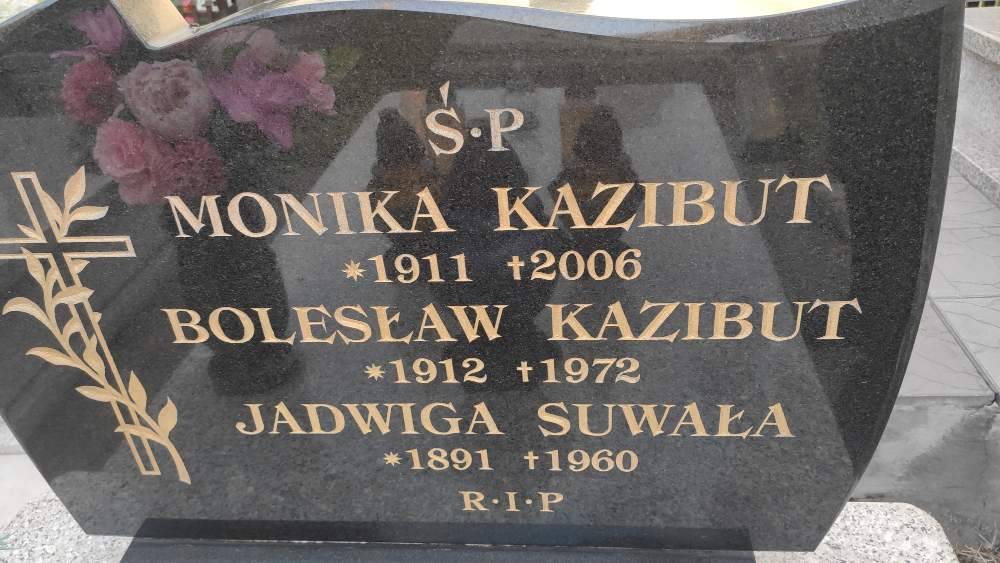 Ś·P
MONIKA KAZIBUT
*1911 †2006
BOLESŁAW KAZIBUT
*1912 †1972
JADWIGA SUWAŁA
*1891 †1960
R·I·P